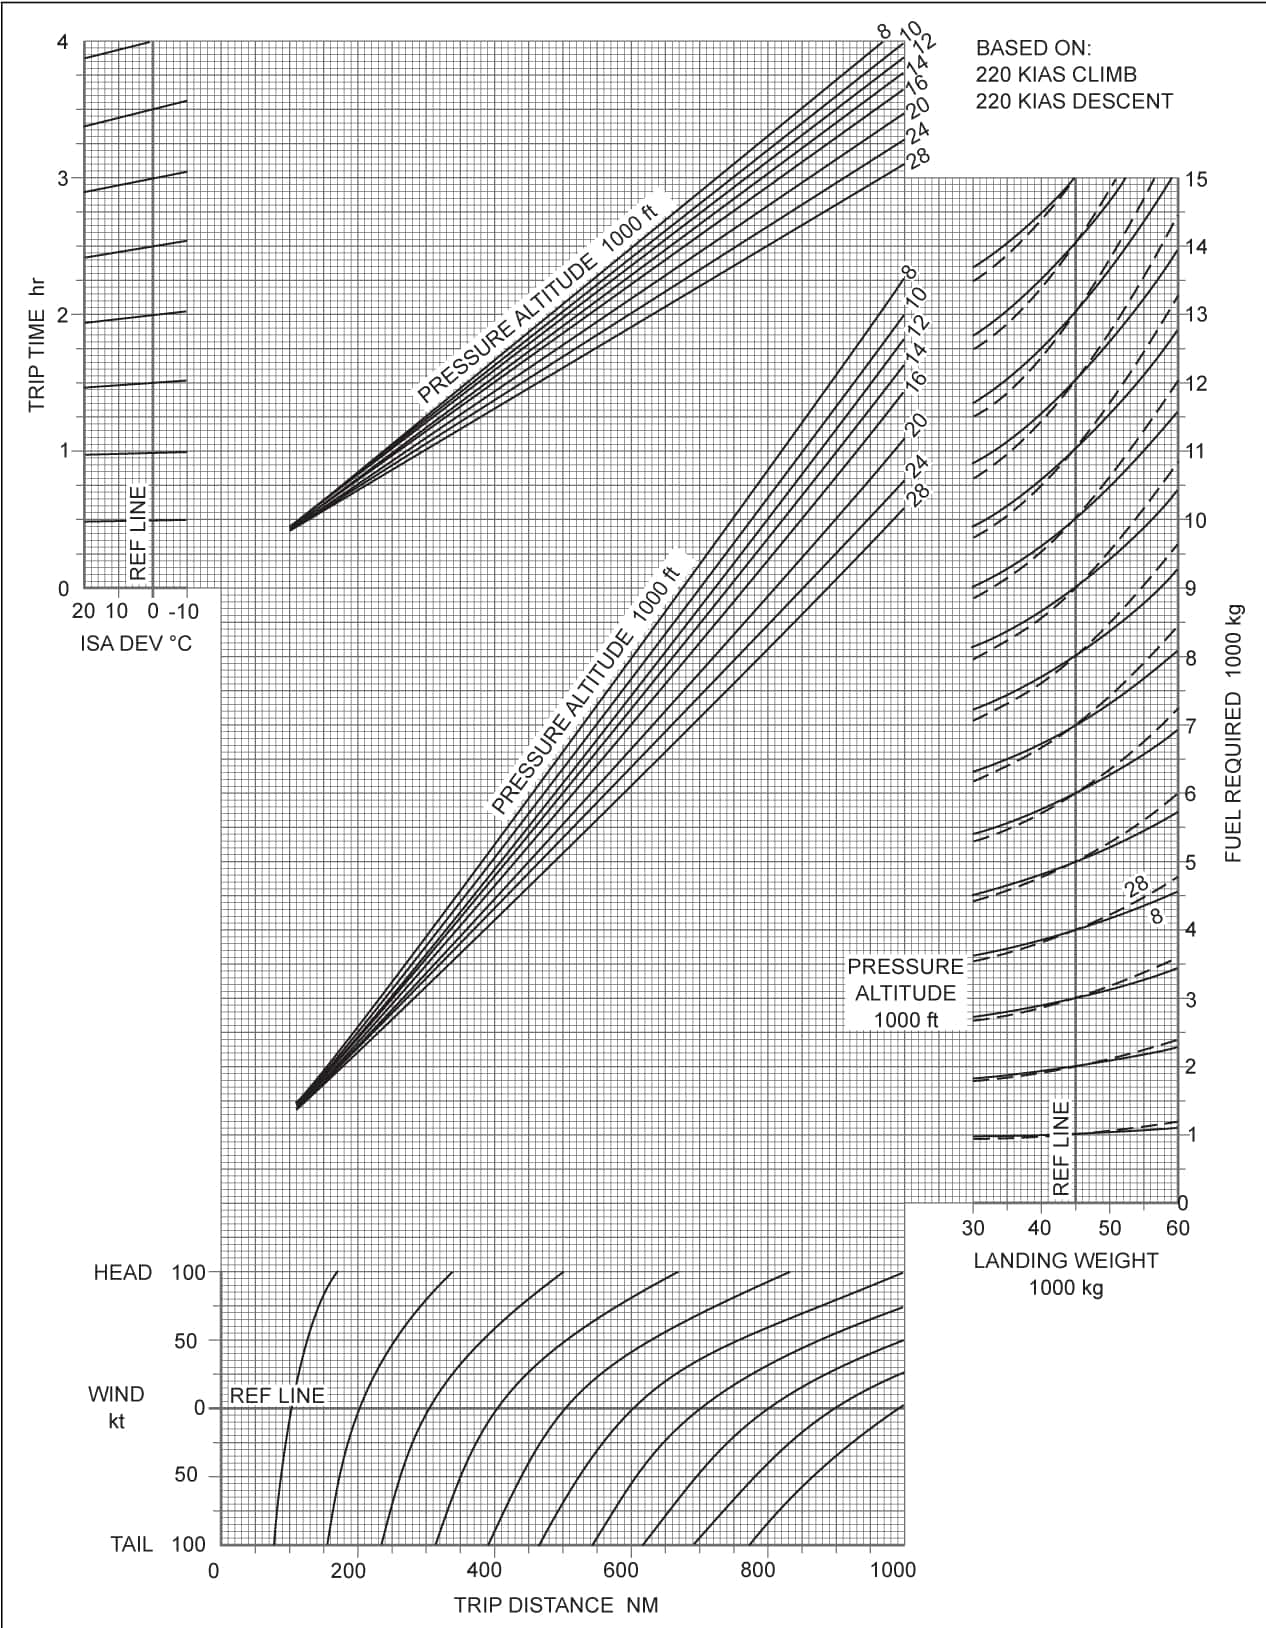 4
3
2
1
0
TRIP TIME hr
REF LINE
20 10 0 -10
ISA DEV °C
8
10
12
14
16
20
24
28
PRESSURE ALTITUDE 1000 ft
BASED ON:
220 KIAS CLIMB
220 KIAS DESCENT
8
10
12
14
16
20
24
28
PRESSURE ALTITUDE 1000 ft
15
14
13
12
11
10
9
8
7
6
5
4
3
2
1
0
FUEL REQUIRED 1000 kg
28
8
PRESSURE
ALTITUDE
1000 ft
REF LINE
30 40 50 60
LANDING WEIGHT
1000 kg
HEAD 100
50
REF LINE
WIND 0
kt
50
TAIL 100
0 200 400 600 800 1000
TRIP DISTANCE NM